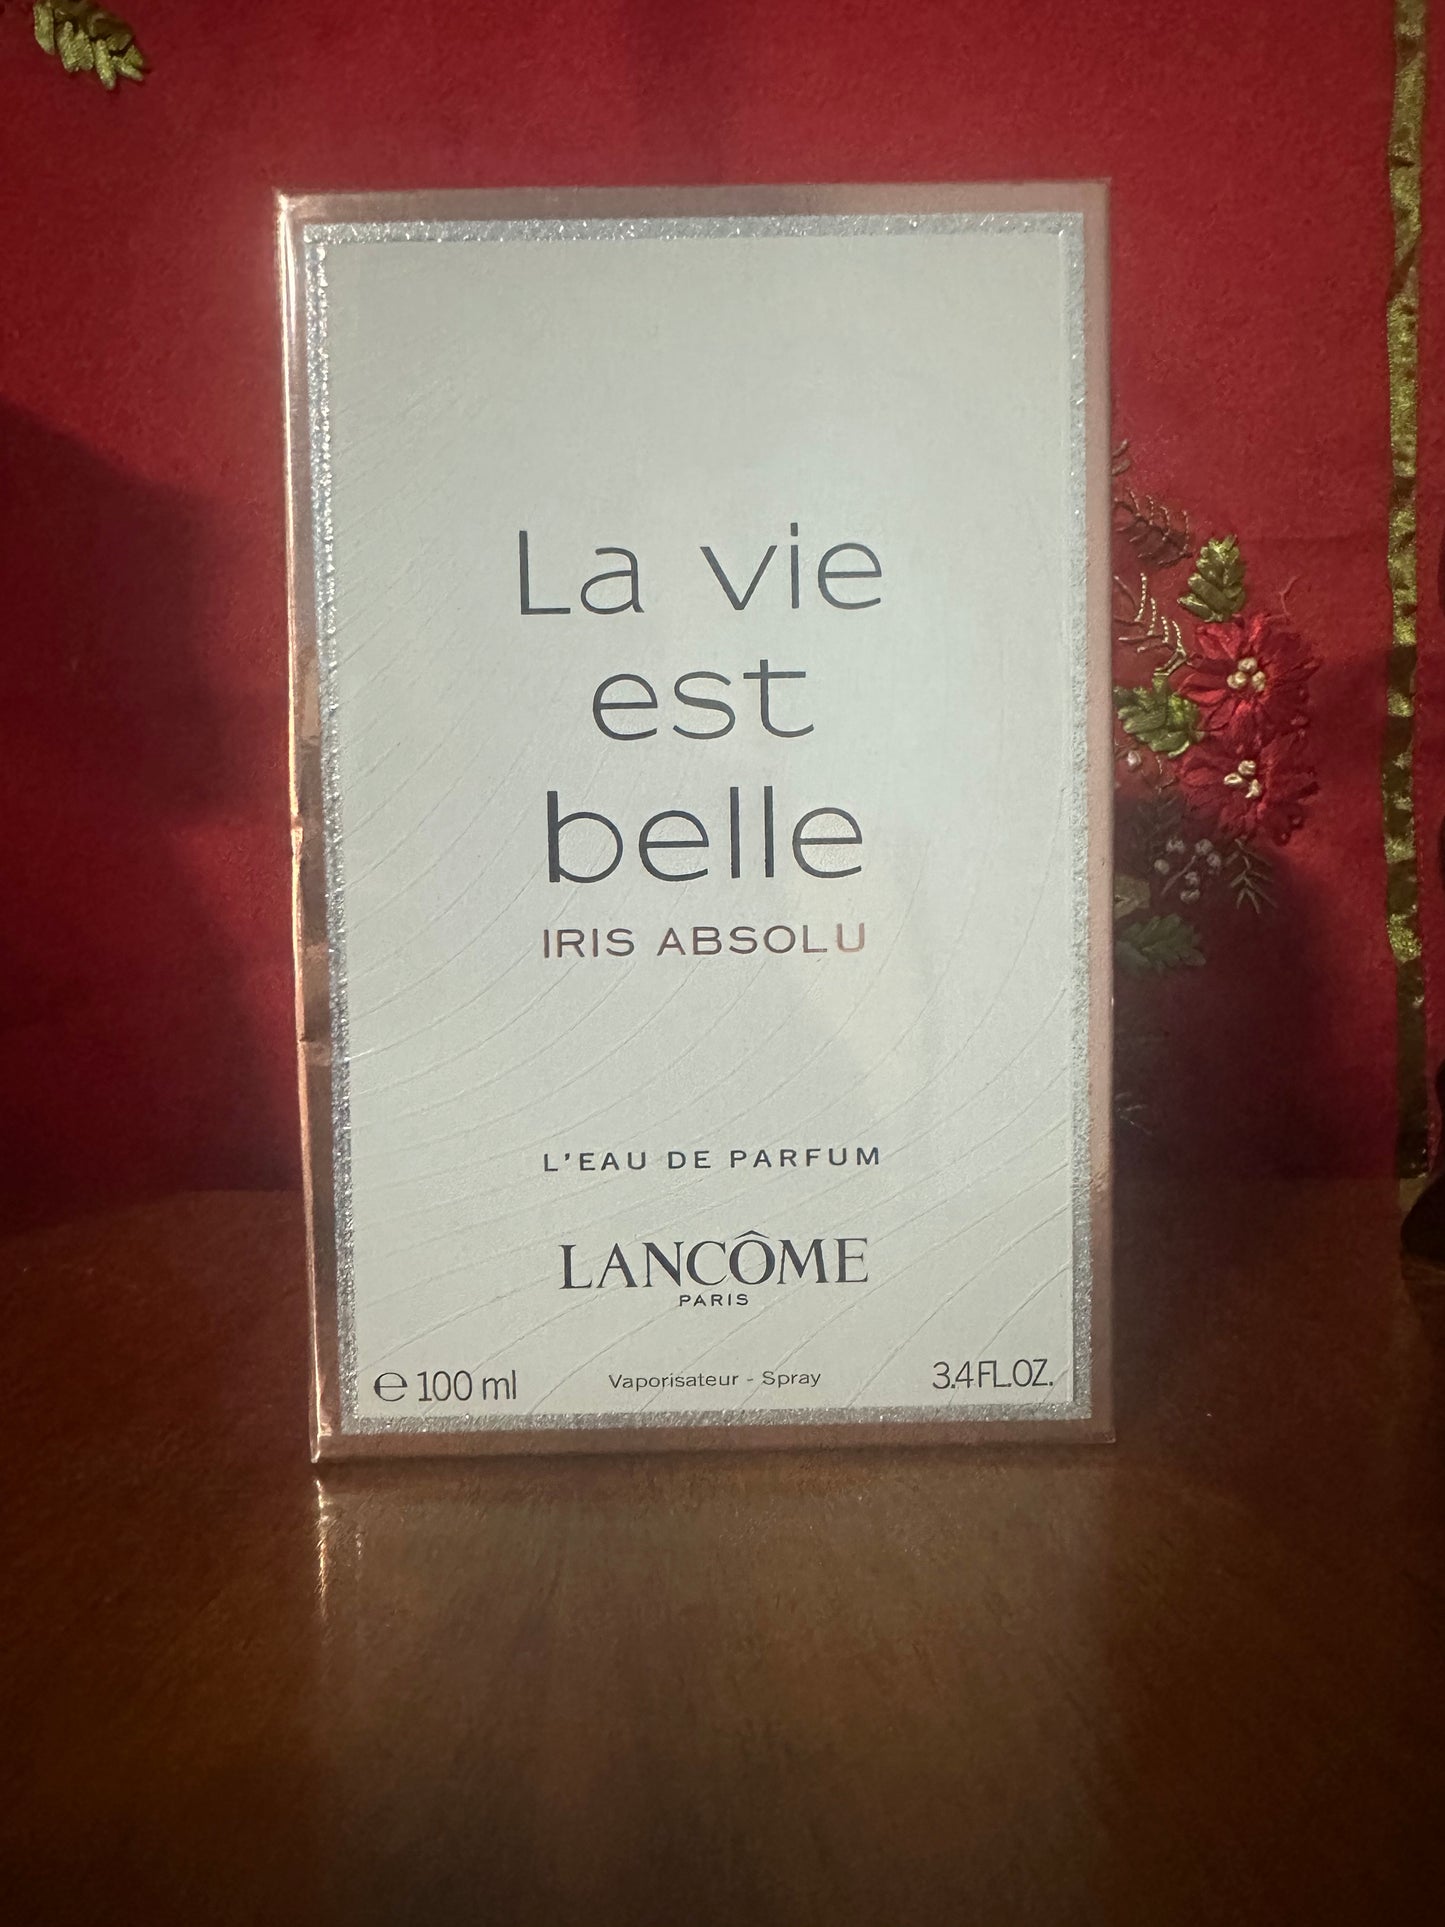 La vie
est
belle
IRIS ABSOLU
L'EAU DE PARFUM
LANCÔME
PARIS
℮ 100 ml Vaporisateur - Spray 3.4 FL.OZ.